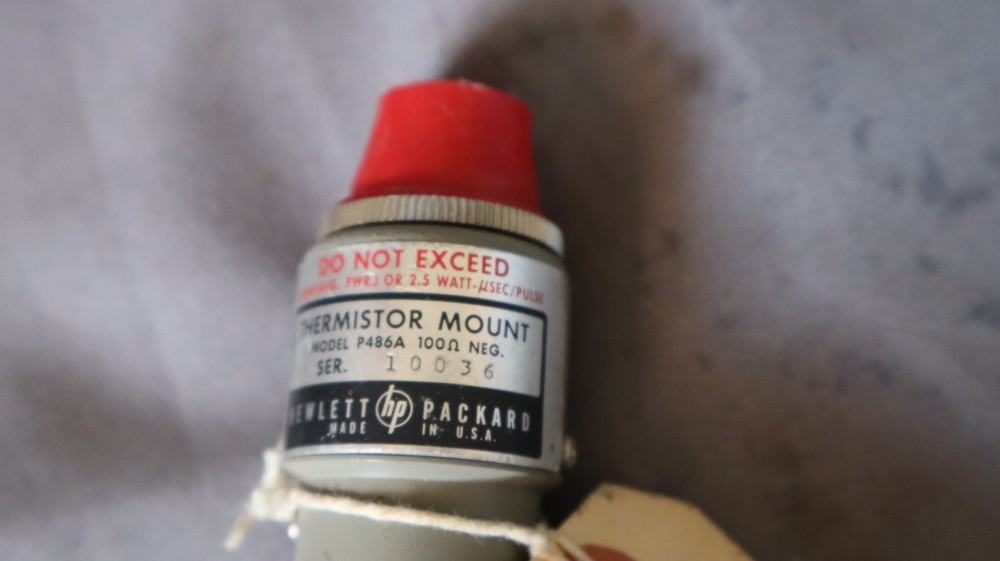 DO NOT EXCEED
PWR.) OR 2.5 WATT-μSEC/PULSE
THERMISTOR MOUNT
MODEL P486A 100Ω NEG.
SER. 10036
HEWLETT hp PACKARD
MADE IN U.S.A.